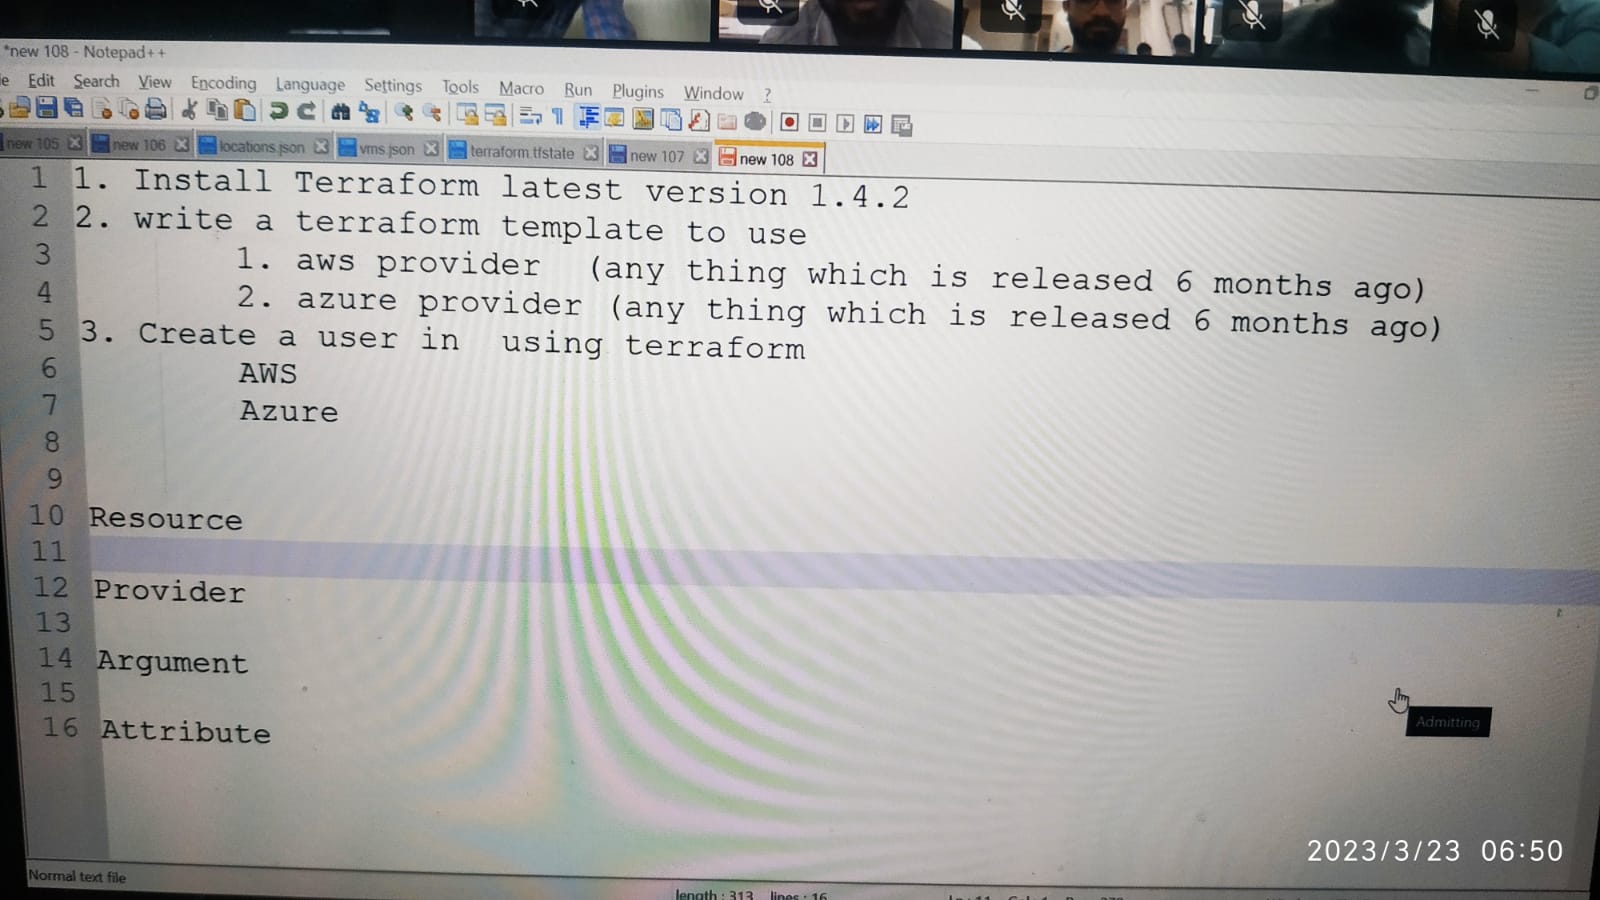 *new 108 - Notepad++
Edit Search View Encoding Language Settings Tools Macro Run Plugins Window ?
new 105 new 106 locations.json vms.json terraform.tfstate new 107 new 108
1 1. Install Terraform latest version 1.4.2
2 2. write a terraform template to use
3 1. aws provider (any thing which is released 6 months ago)
4 2. azure provider (any thing which is released 6 months ago)
5 3. Create a user in using terraform
6 AWS
7 Azure
8
9
10 Resource
11
12 Provider
13
14 Argument
15
16 Attribute
Admitting
2023/3/23 06:50
Normal text file
length : 313 lines : 16